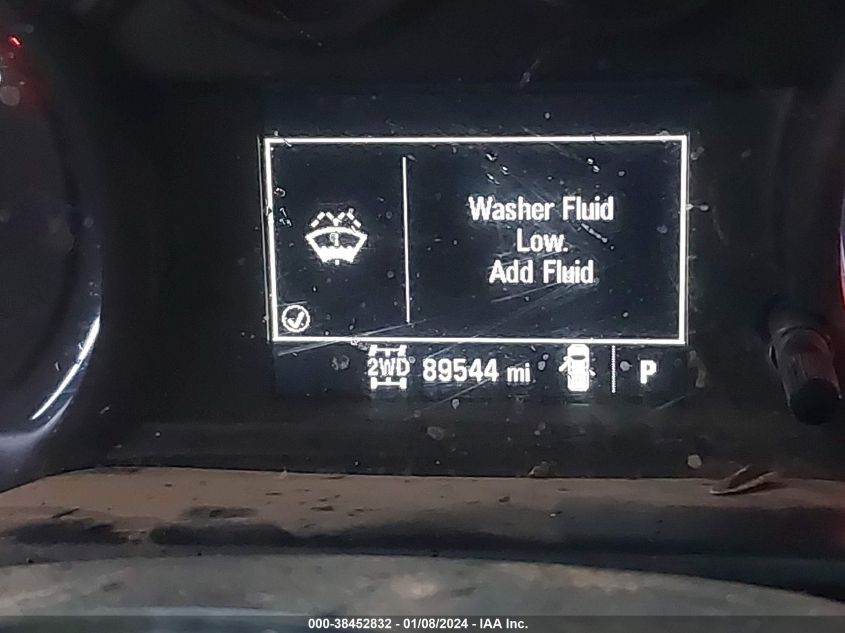 Washer Fluid
Low.
Add Fluid
2WD 89544 mi P
000-38452832 - 01/08/2024 - IAA Inc.